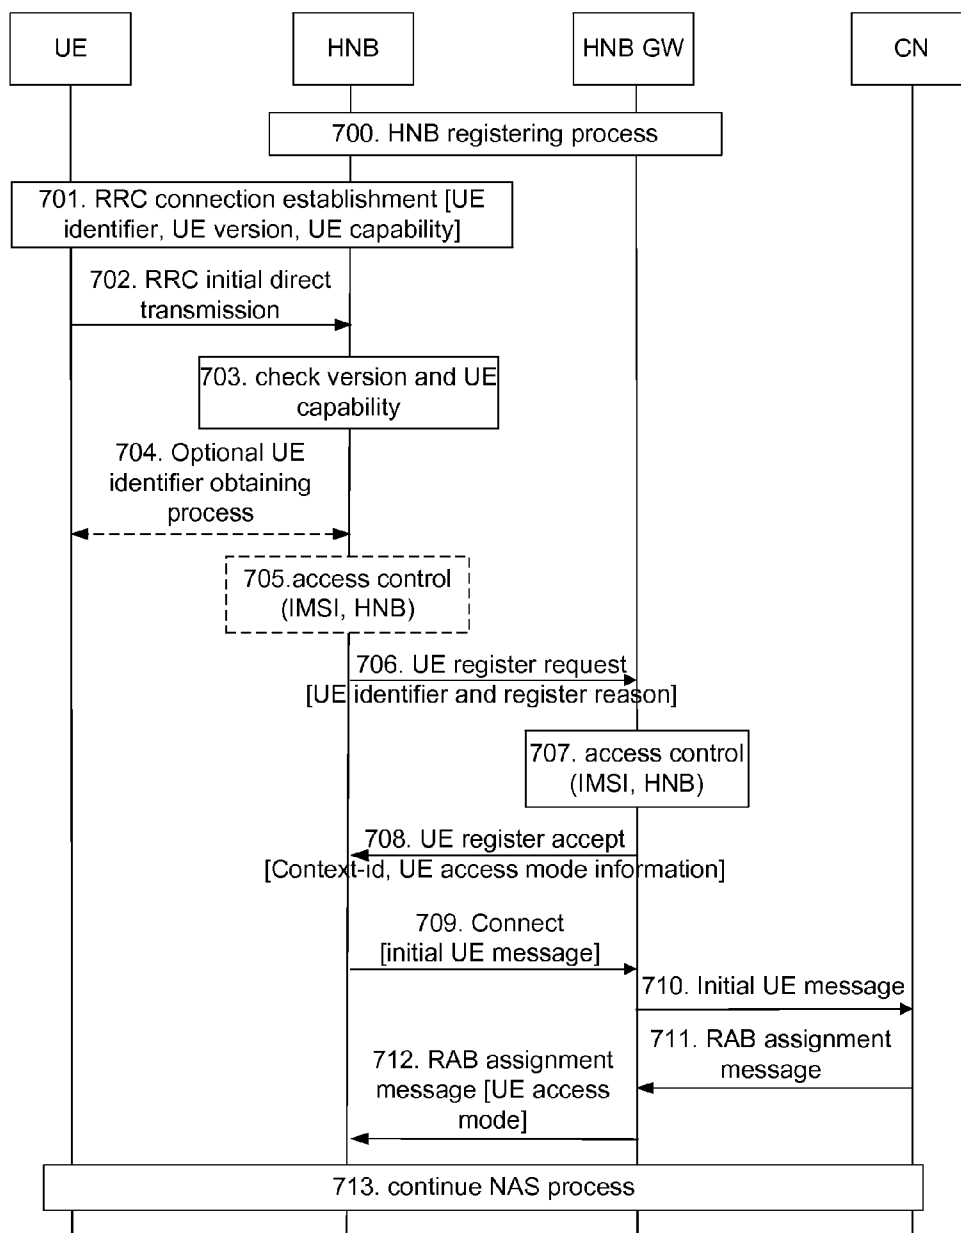 UE
HNB
HNB GW
CN
700. HNB registering process
701. RRC connection establishment [UE
identifier, UE version, UE capability]
702. RRC initial direct
transmission
703. check version and UE
capability
704. Optional UE
identifier obtaining
process
705.access control
(IMSI, HNB)
706. UE register request
[UE identifier and register reason]
707. access control
(IMSI, HNB)
708. UE register accept
[Context-id, UE access mode information]
709. Connect
[initial UE message]
710. Initial UE message
711. RAB assignment
message
712. RAB assignment
message [UE access
mode]
713. continue NAS process